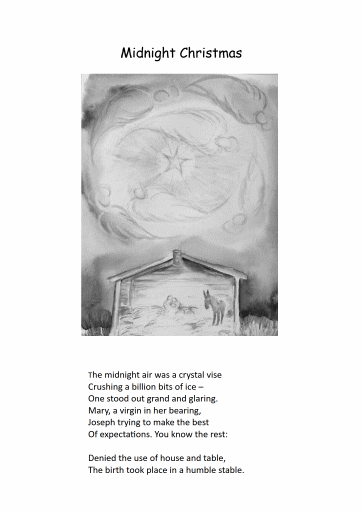 Midnight Christmas
The midnight air was a crystal vise
Crushing a billion bits of ice –
One stood out grand and glaring.
Mary, a virgin in her bearing,
Joseph trying to make the best
Of expectations. You know the rest:
Denied the use of house and table,
The birth took place in a humble stable.